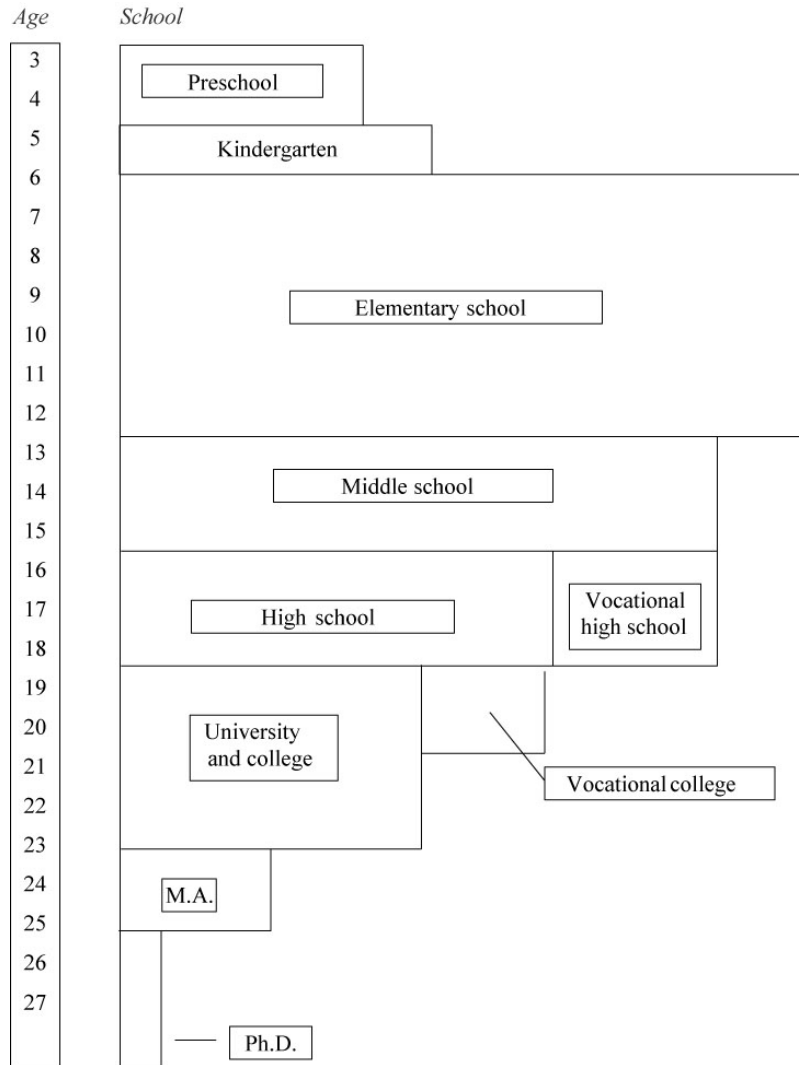 Age School
3
Preschool
4
5
Kindergarten
6
7
8
9
Elementary school
10
11
12
13
14
Middle school
15
16
Vocational
17
High school
high school
18
19
20
University
and college
21
Vocational college
22
23
24
M.A.
25
26
27
Ph.D.